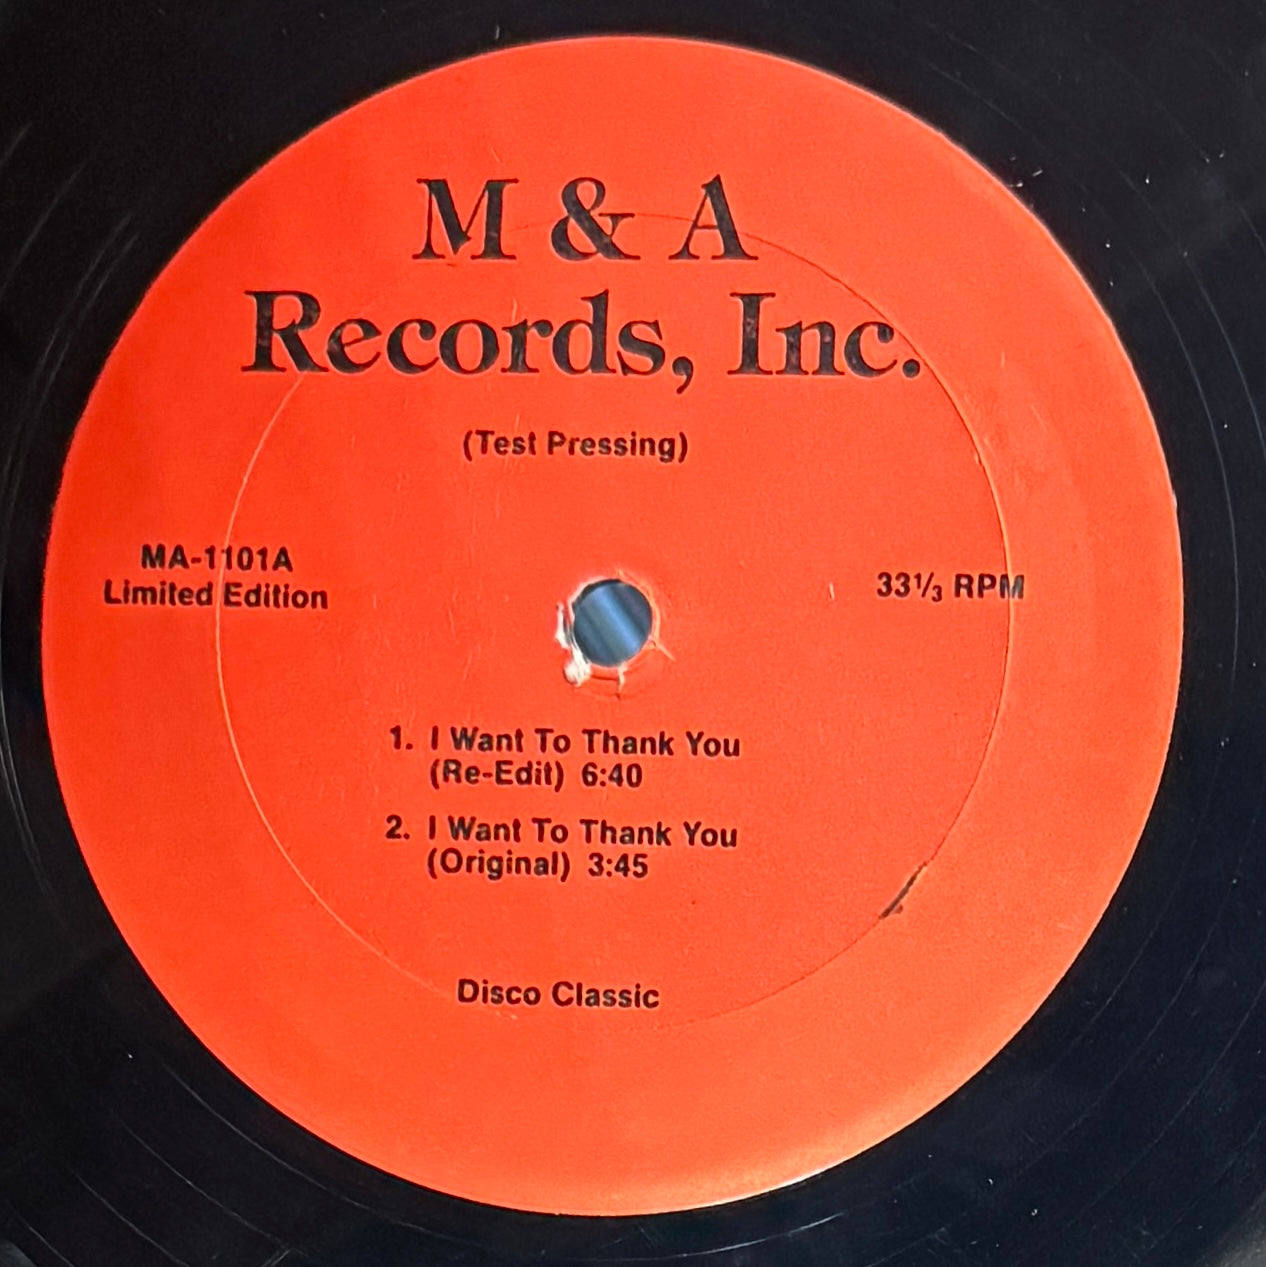 M & A
Records, Inc.
(Test Pressing)
MA-1101A
Limited Edition
33⅓ RPM
1. I Want To Thank You
(Re-Edit) 6:40
2. I Want To Thank You
(Original) 3:45
Disco Classic